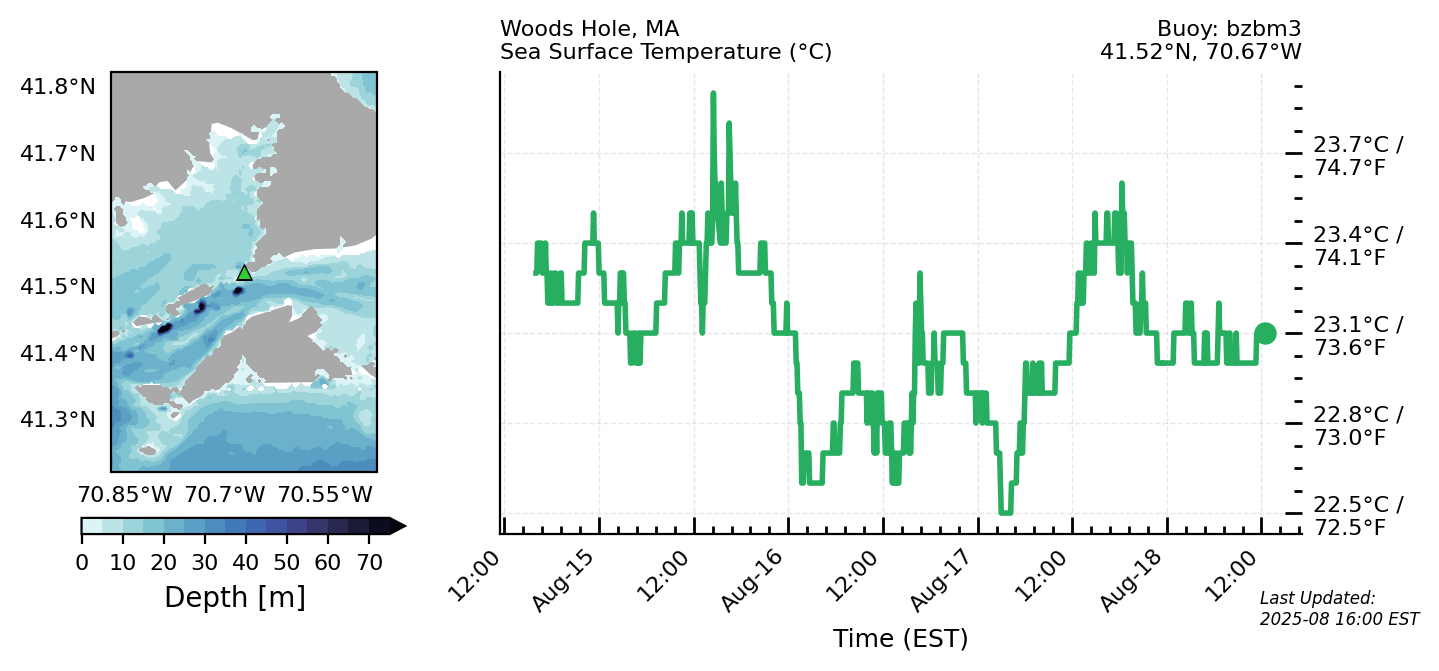 Woods Hole, MA
Sea Surface Temperature (°C)
Buoy: bzbm3
41.52°N, 70.67°W
41.8°N
41.7°N
41.6°N
41.5°N
41.4°N
41.3°N
70.85°W 70.7°W 70.55°W
0 10 20 30 40 50 60 70
Depth [m]
23.7°C /
74.7°F
23.4°C /
74.1°F
23.1°C /
73.6°F
22.8°C /
73.0°F
22.5°C /
72.5°F
12:00 Aug-15 12:00 Aug-16 12:00 Aug-17 12:00 Aug-18 12:00
Time (EST)
Last Updated:
2025-08 16:00 EST